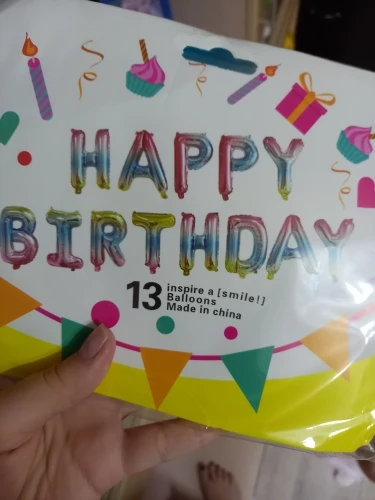 HAPPY
BIRTHDAY
13 inspire a [smile!]
Balloons
Made in china